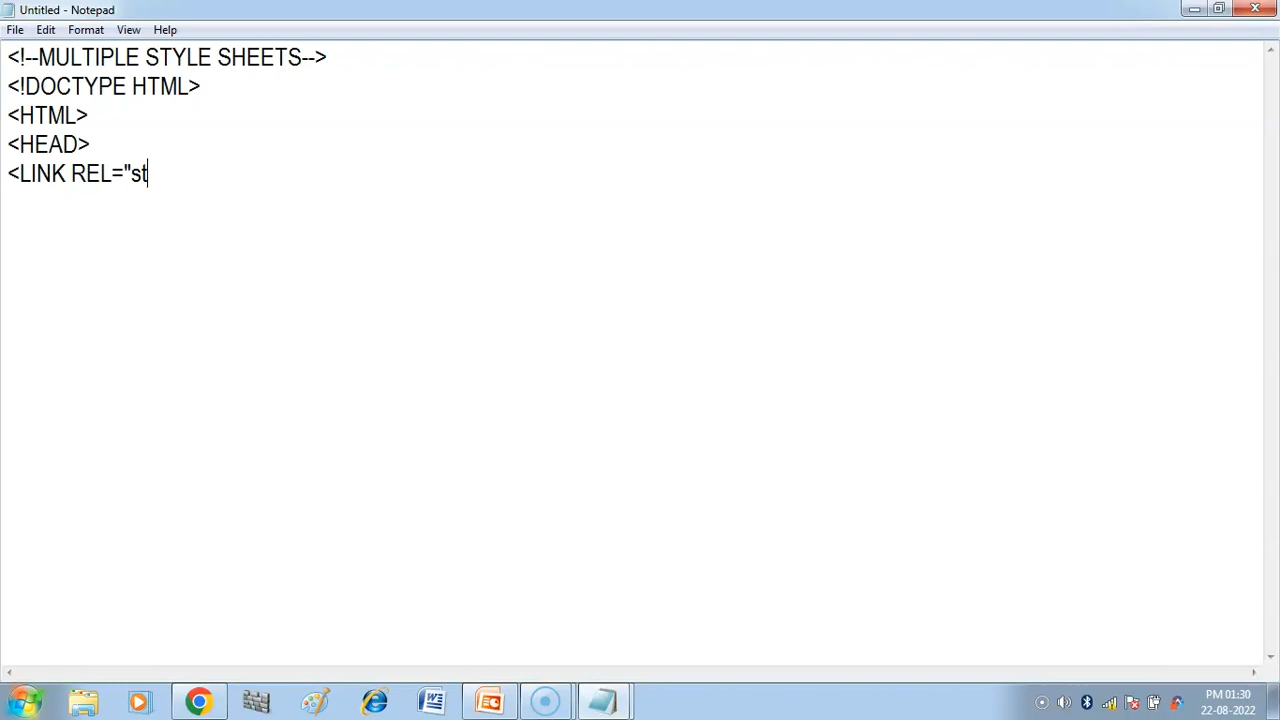 Untitled - Notepad
File Edit Format View Help
<!--MULTIPLE STYLE SHEETS-->
<!DOCTYPE HTML>
<HTML>
<HEAD>
<LINK REL="st
PM 01:30
22-08-2022